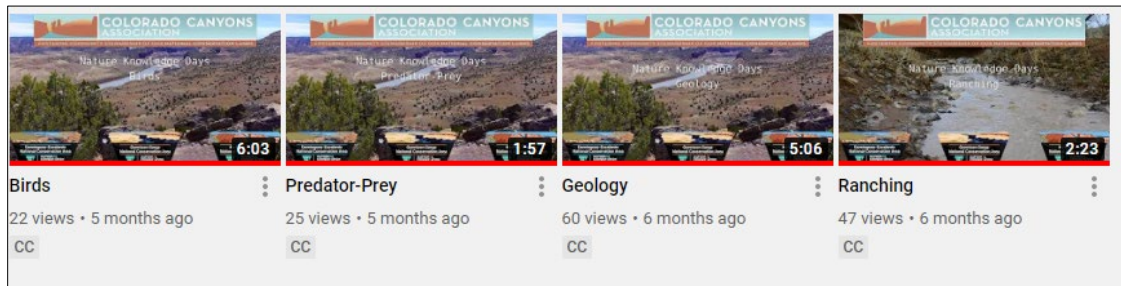 COLORADO CANYONS
ASSOCIATION
Nature Knowledge Days
Birds
6:03
COLORADO CANYONS
ASSOCIATION
Nature Knowledge Days
Predator-Prey
1:57
COLORADO CANYONS
ASSOCIATION
Nature Knowledge Days
Geology
5:06
COLORADO CANYONS
ASSOCIATION
Nature Knowledge Days
Ranching
2:23
Birds
22 views • 5 months ago
CC
Predator-Prey
25 views • 5 months ago
CC
Geology
60 views • 6 months ago
CC
Ranching
47 views • 6 months ago
CC